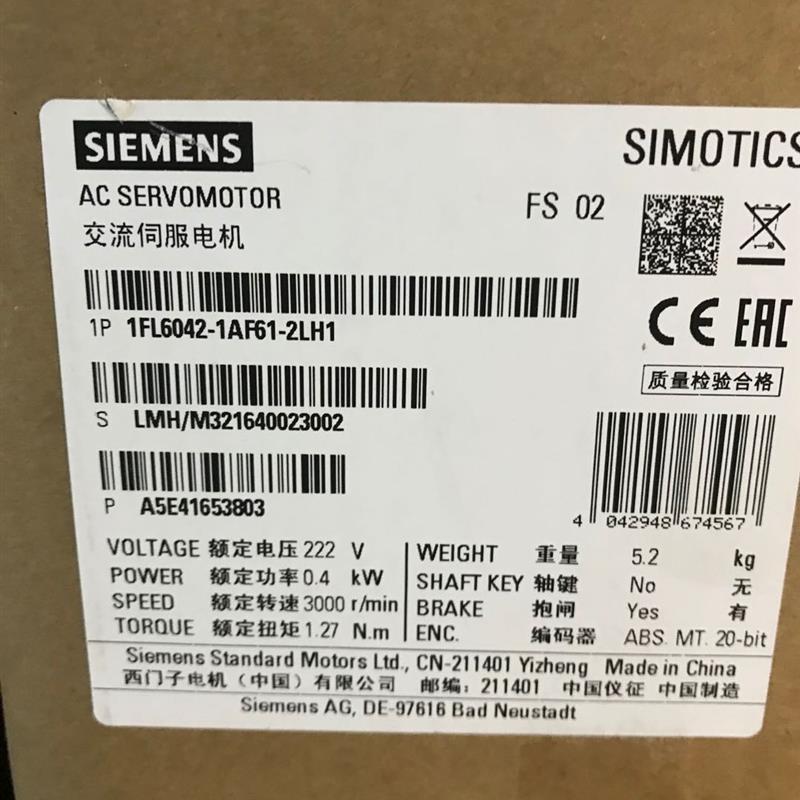 SIEMENS
SIMOTICS
AC SERVOMOTOR
FS 02
交流伺服电机
1P 1FL6042-1AF61-2LH1
CE EAC
质量检验合格
S LMH/M321640023002
P A5E41653803
4 042948 674567
VOLTAGE 额定电压 222 V
POWER 额定功率 0.4 kW
SPEED 额定转速 3000 r/min
TORQUE 额定扭矩 1.27 N.m
WEIGHT 重量 5.2 kg
SHAFT KEY 轴键 No 无
BRAKE 抱闸 Yes 有
ENC. 编码器 ABS. MT. 20-bit
Siemens Standard Motors Ltd., CN-211401 Yizheng Made in China
西门子电机（中国）有限公司 邮编：211401 中国仪征 中国制造
Siemens AG, DE-97616 Bad Neustadt